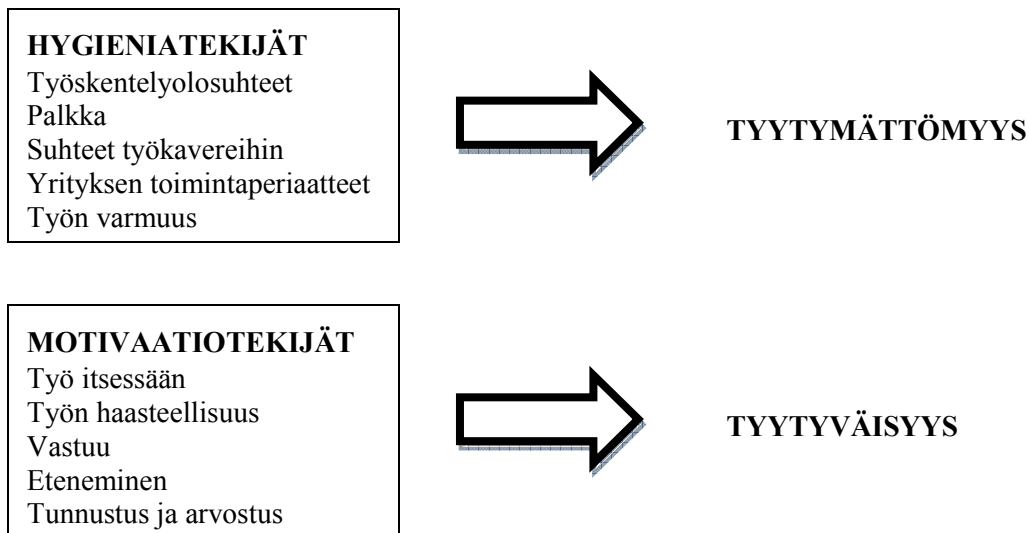 HYGIENIATEKIJÄT
Työskentelyolosuhteet
Palkka
Suhteet työkavereihin
Yrityksen toimintaperiaatteet
Työn varmuus
TYYTYMÄTTÖMYYS
MOTIVAATIOTEKIJÄT
Työ itsessään
Työn haasteellisuus
Vastuu
Eteneminen
Tunnustus ja arvostus
TYYTYVÄISYYS